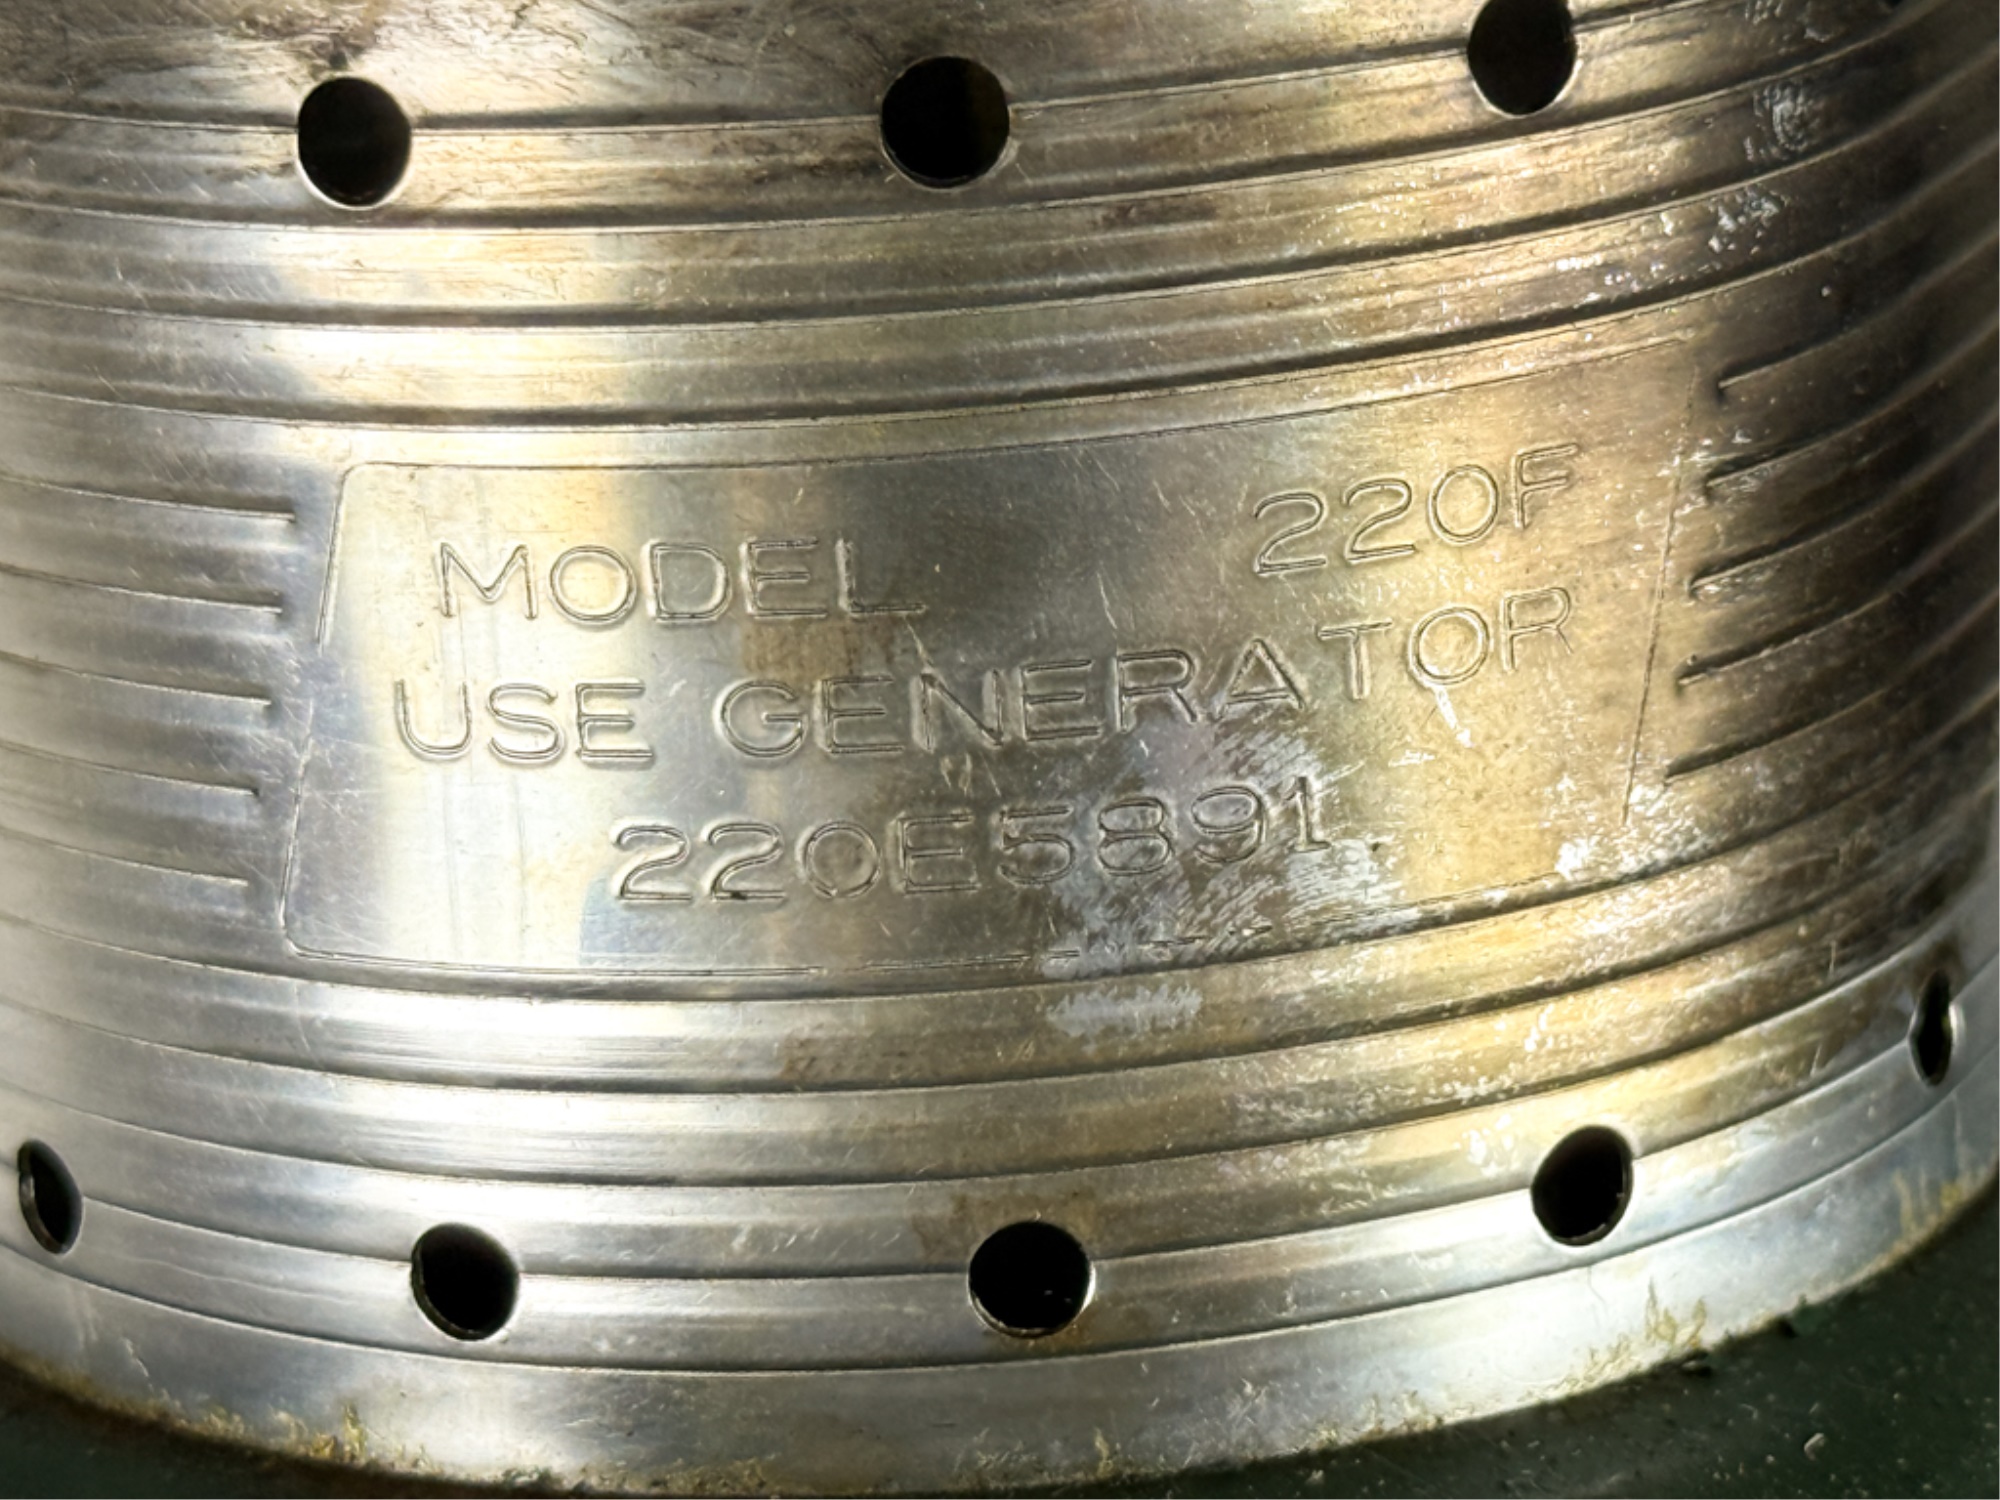 MODEL 220F
USE GENERATOR
220E5891